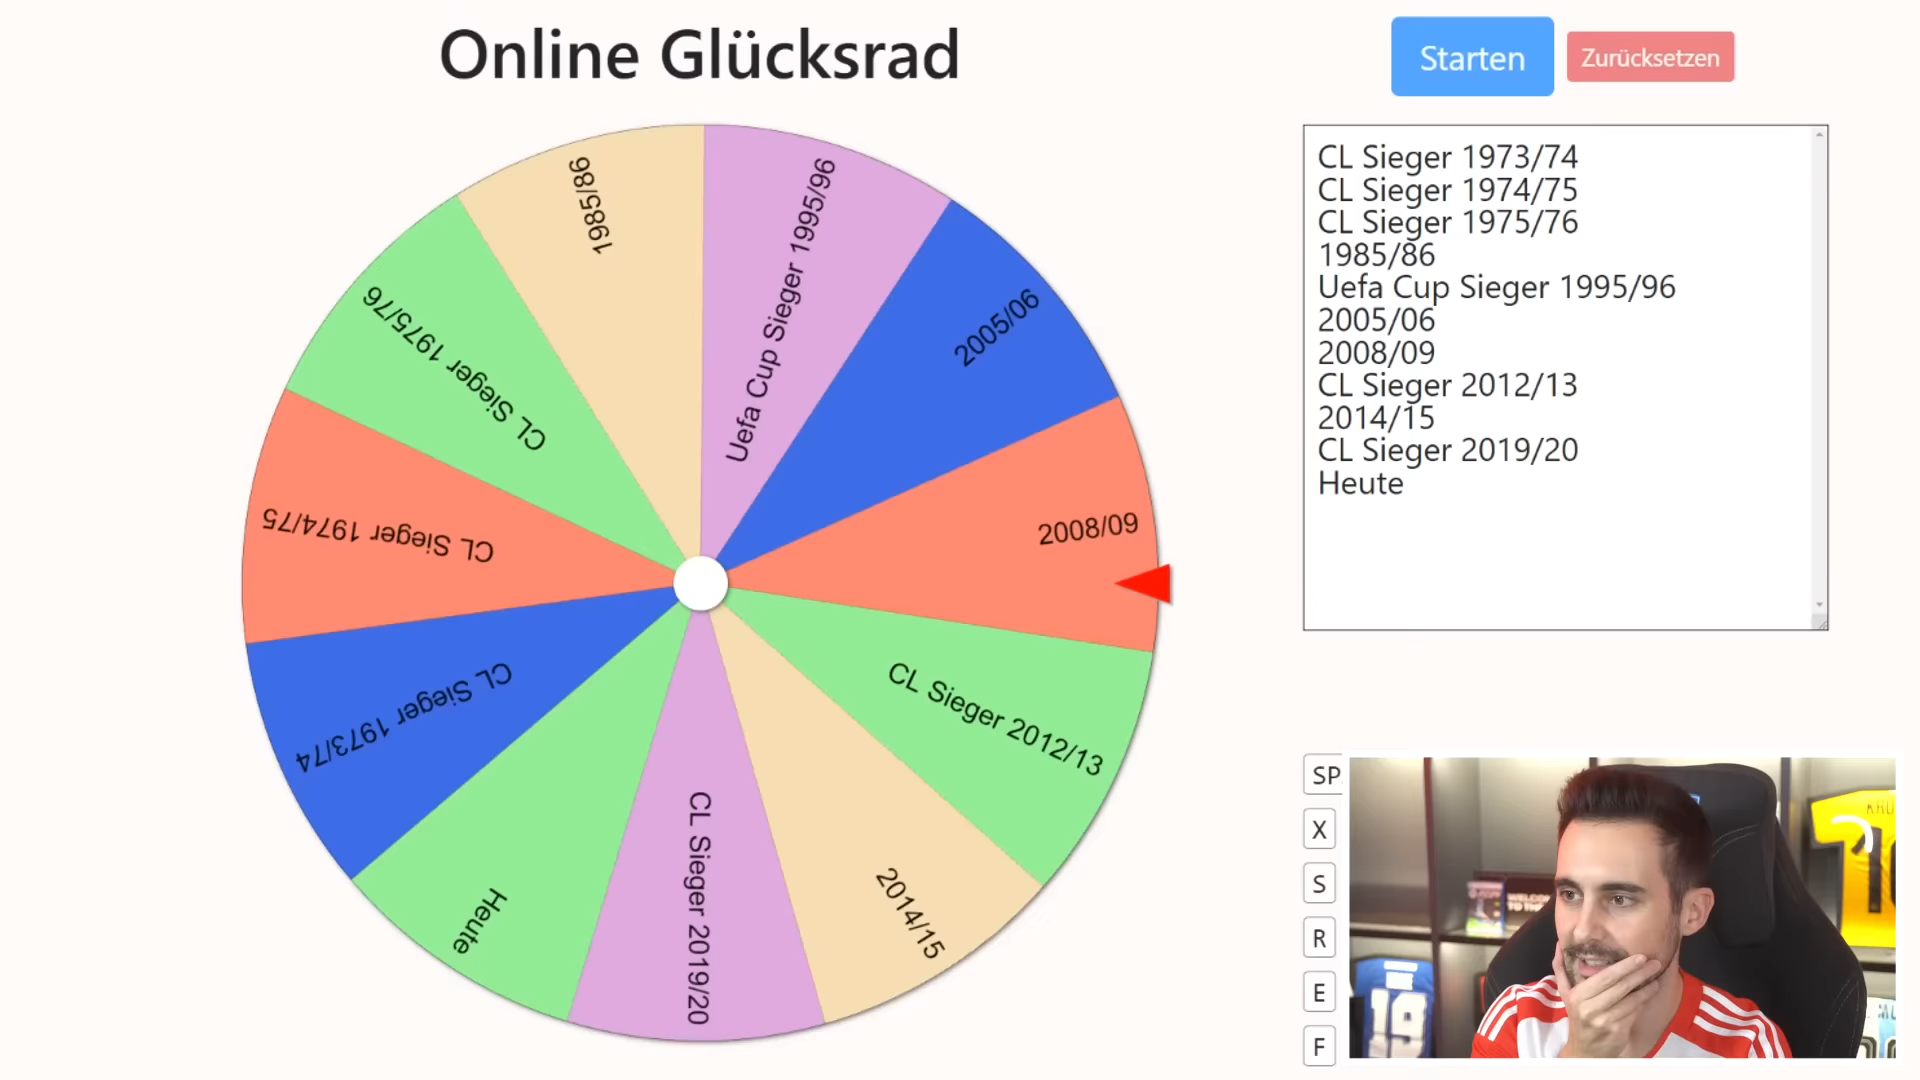 Online Glücksrad
Starten
Zurücksetzen
CL Sieger 1973/74
CL Sieger 1974/75
CL Sieger 1975/76
1985/86
Uefa Cup Sieger 1995/96
2005/06
2008/09
CL Sieger 2012/13
2014/15
CL Sieger 2019/20
Heute
1985/86
Uefa Cup Sieger 1995/96
2005/06
2008/09
CL Sieger 2012/13
2014/15
CL Sieger 2019/20
Heute
CL Sieger 1973/74
CL Sieger 1974/75
CL Sieger 1975/76
SP
X
S
R
E
F
19